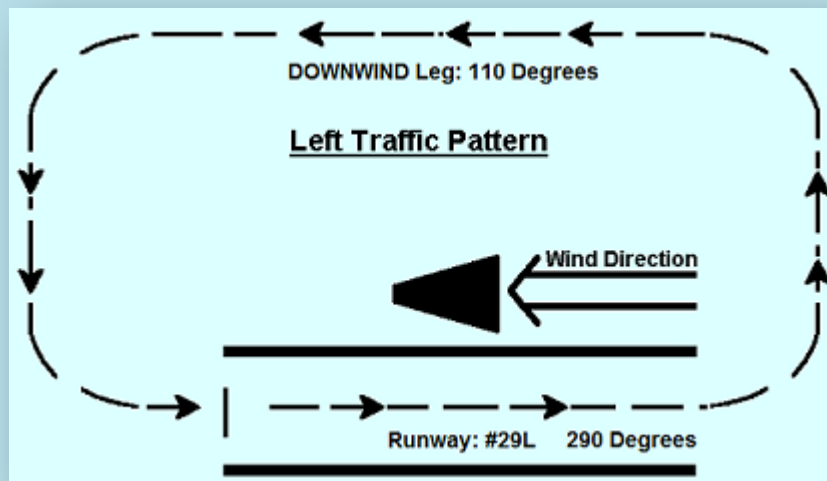 DOWNWIND Leg: 110 Degrees
Left Traffic Pattern
Wind Direction
Runway: #29L 290 Degrees